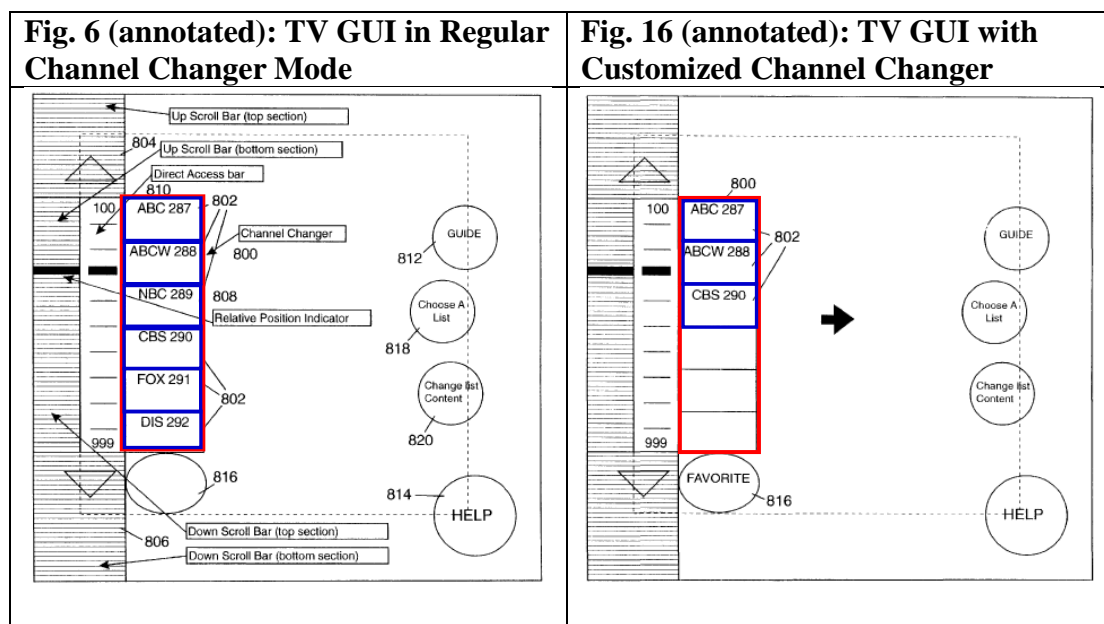 Fig. 6 (annotated): TV GUI in Regular
Channel Changer Mode
Fig. 16 (annotated): TV GUI with
Customized Channel Changer
Up Scroll Bar (top section)
804
Up Scroll Bar (bottom section)
Direct Access bar
810
100
ABC 287
802
ABCW 288
Channel Changer
800
NBC 289
808
Relative Position Indicator
CBS 290
FOX 291
802
DIS 292
999
816
806
Down Scroll Bar (top section)
Down Scroll Bar (bottom section)
GUIDE
812
Choose A
List
818
Change list
Content
820
814
HELP
800
100
ABC 287
802
ABCW 288
CBS 290
999
FAVORITE
816
GUIDE
Choose A
List
Change list
Content
HELP